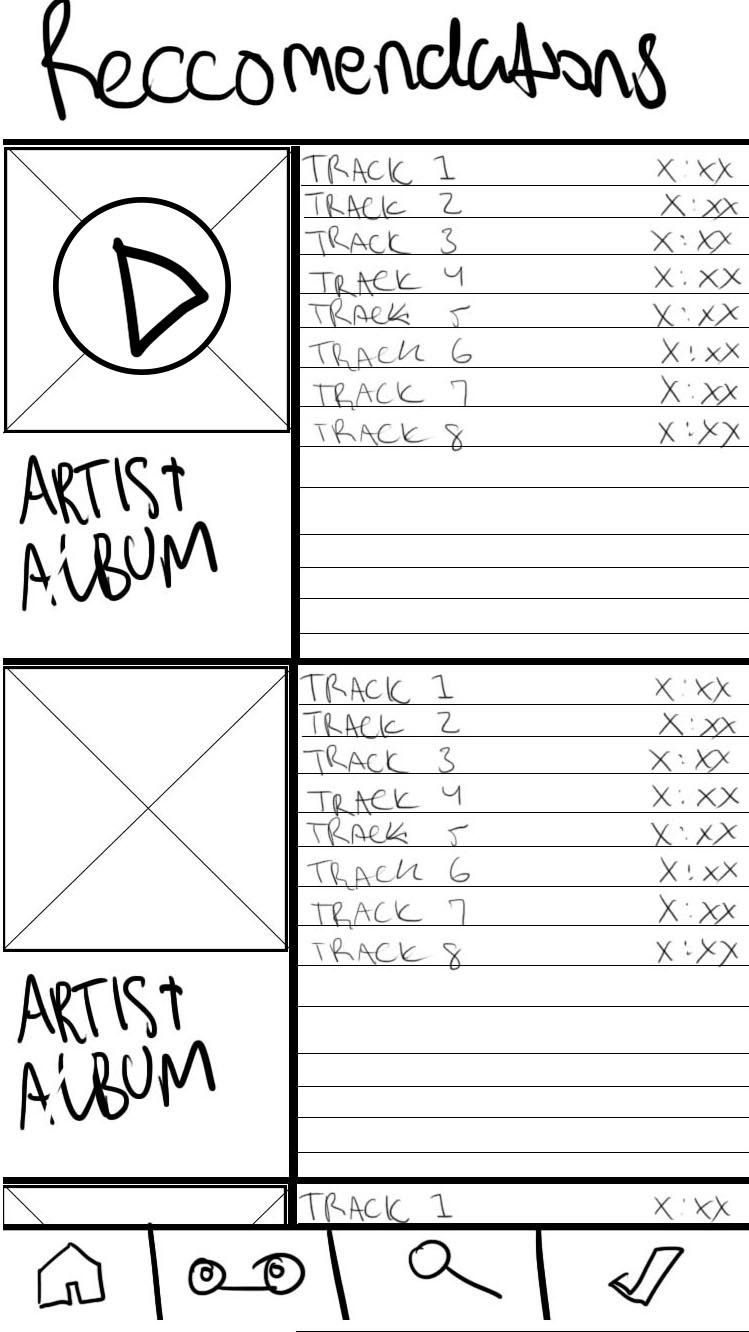 Reccomendations
TRACK 1 X:XX
TRACK 2 X:XX
TRACK 3 X:XX
TRACK 4 X:XX
TRACK 5 X:XX
TRACK 6 X:XX
TRACK 7 X:XX
TRACK 8 X:XX
ARTIST
ALBUM
TRACK 1 X:XX
TRACK 2 X:XX
TRACK 3 X:XX
TRACK 4 X:XX
TRACK 5 X:XX
TRACK 6 X:XX
TRACK 7 X:XX
TRACK 8 X:XX
ARTIST
ALBUM
TRACK 1 X:XX